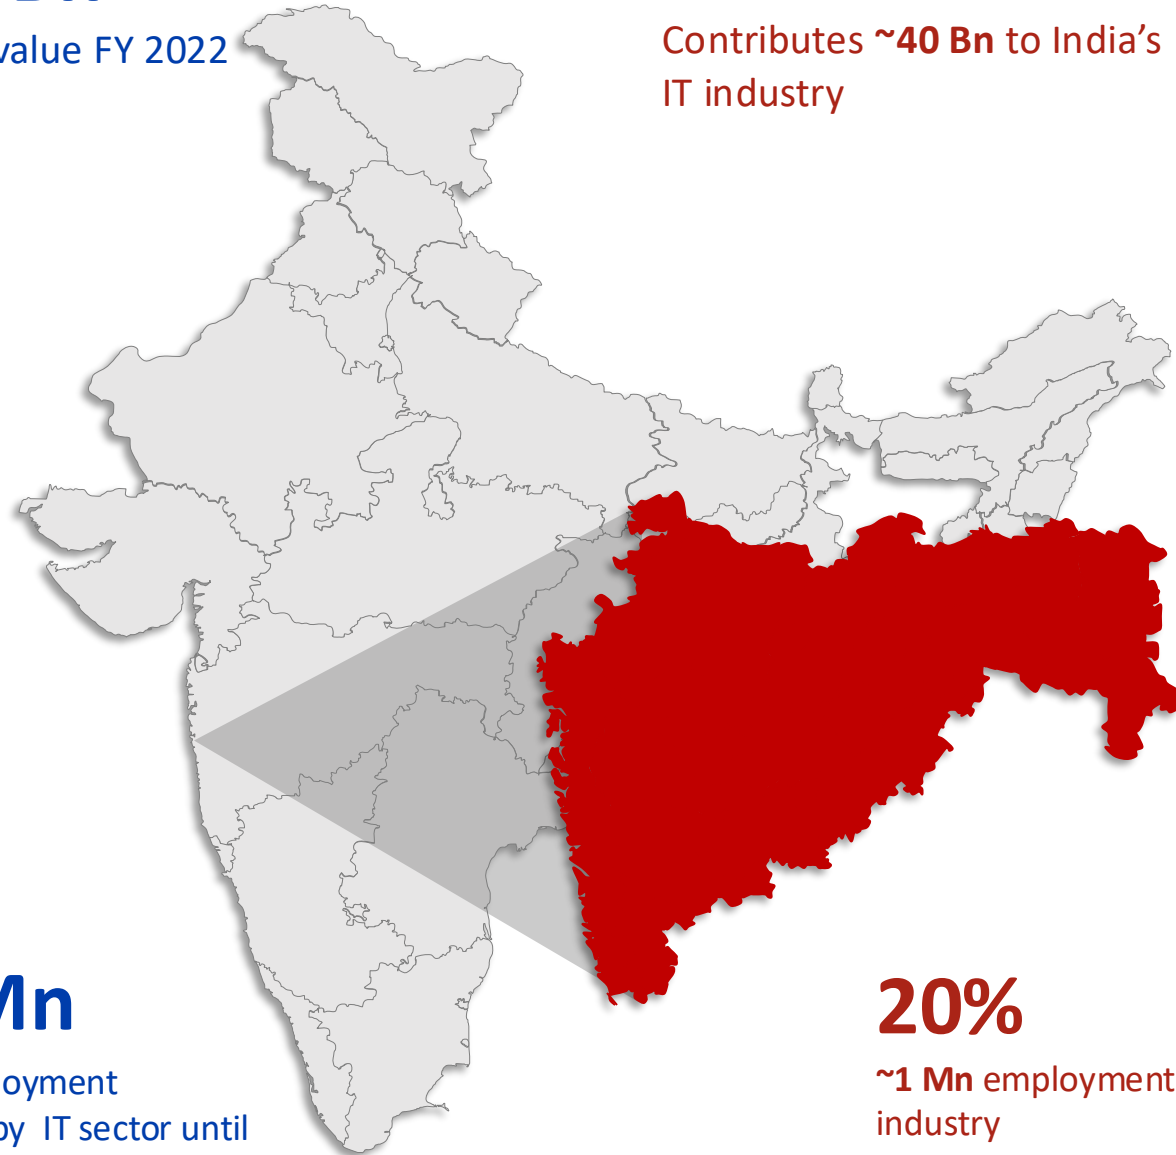 value FY 2022
Contributes ~40 Bn to India's
IT industry
Mn
oyment
by IT sector until
20%
~1 Mn employment
industry